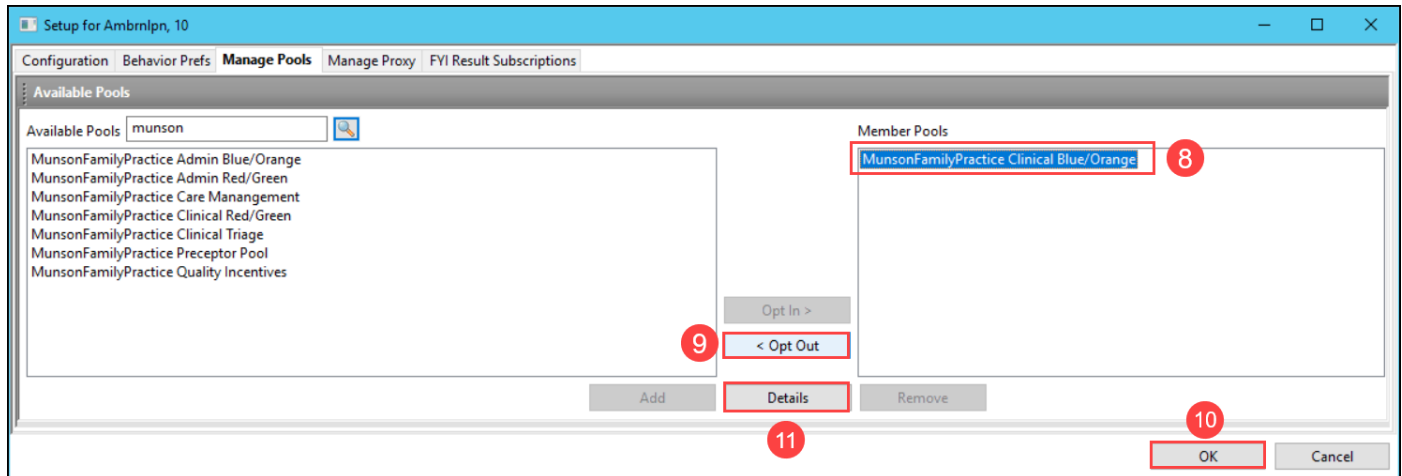 Setup for Ambrnlpn, 10
Configuration Behavior Prefs Manage Pools Manage Proxy FYI Result Subscriptions
Available Pools
Available Pools munson
Member Pools
MunsonFamilyPractice Admin Blue/Orange
MunsonFamilyPractice Admin Red/Green
MunsonFamilyPractice Care Manangement
MunsonFamilyPractice Clinical Red/Green
MunsonFamilyPractice Clinical Triage
MunsonFamilyPractice Preceptor Pool
MunsonFamilyPractice Quality Incentives
MunsonFamilyPractice Clinical Blue/Orange 8
Opt In >
9 < Opt Out
Add Details Remove
11
10
OK Cancel